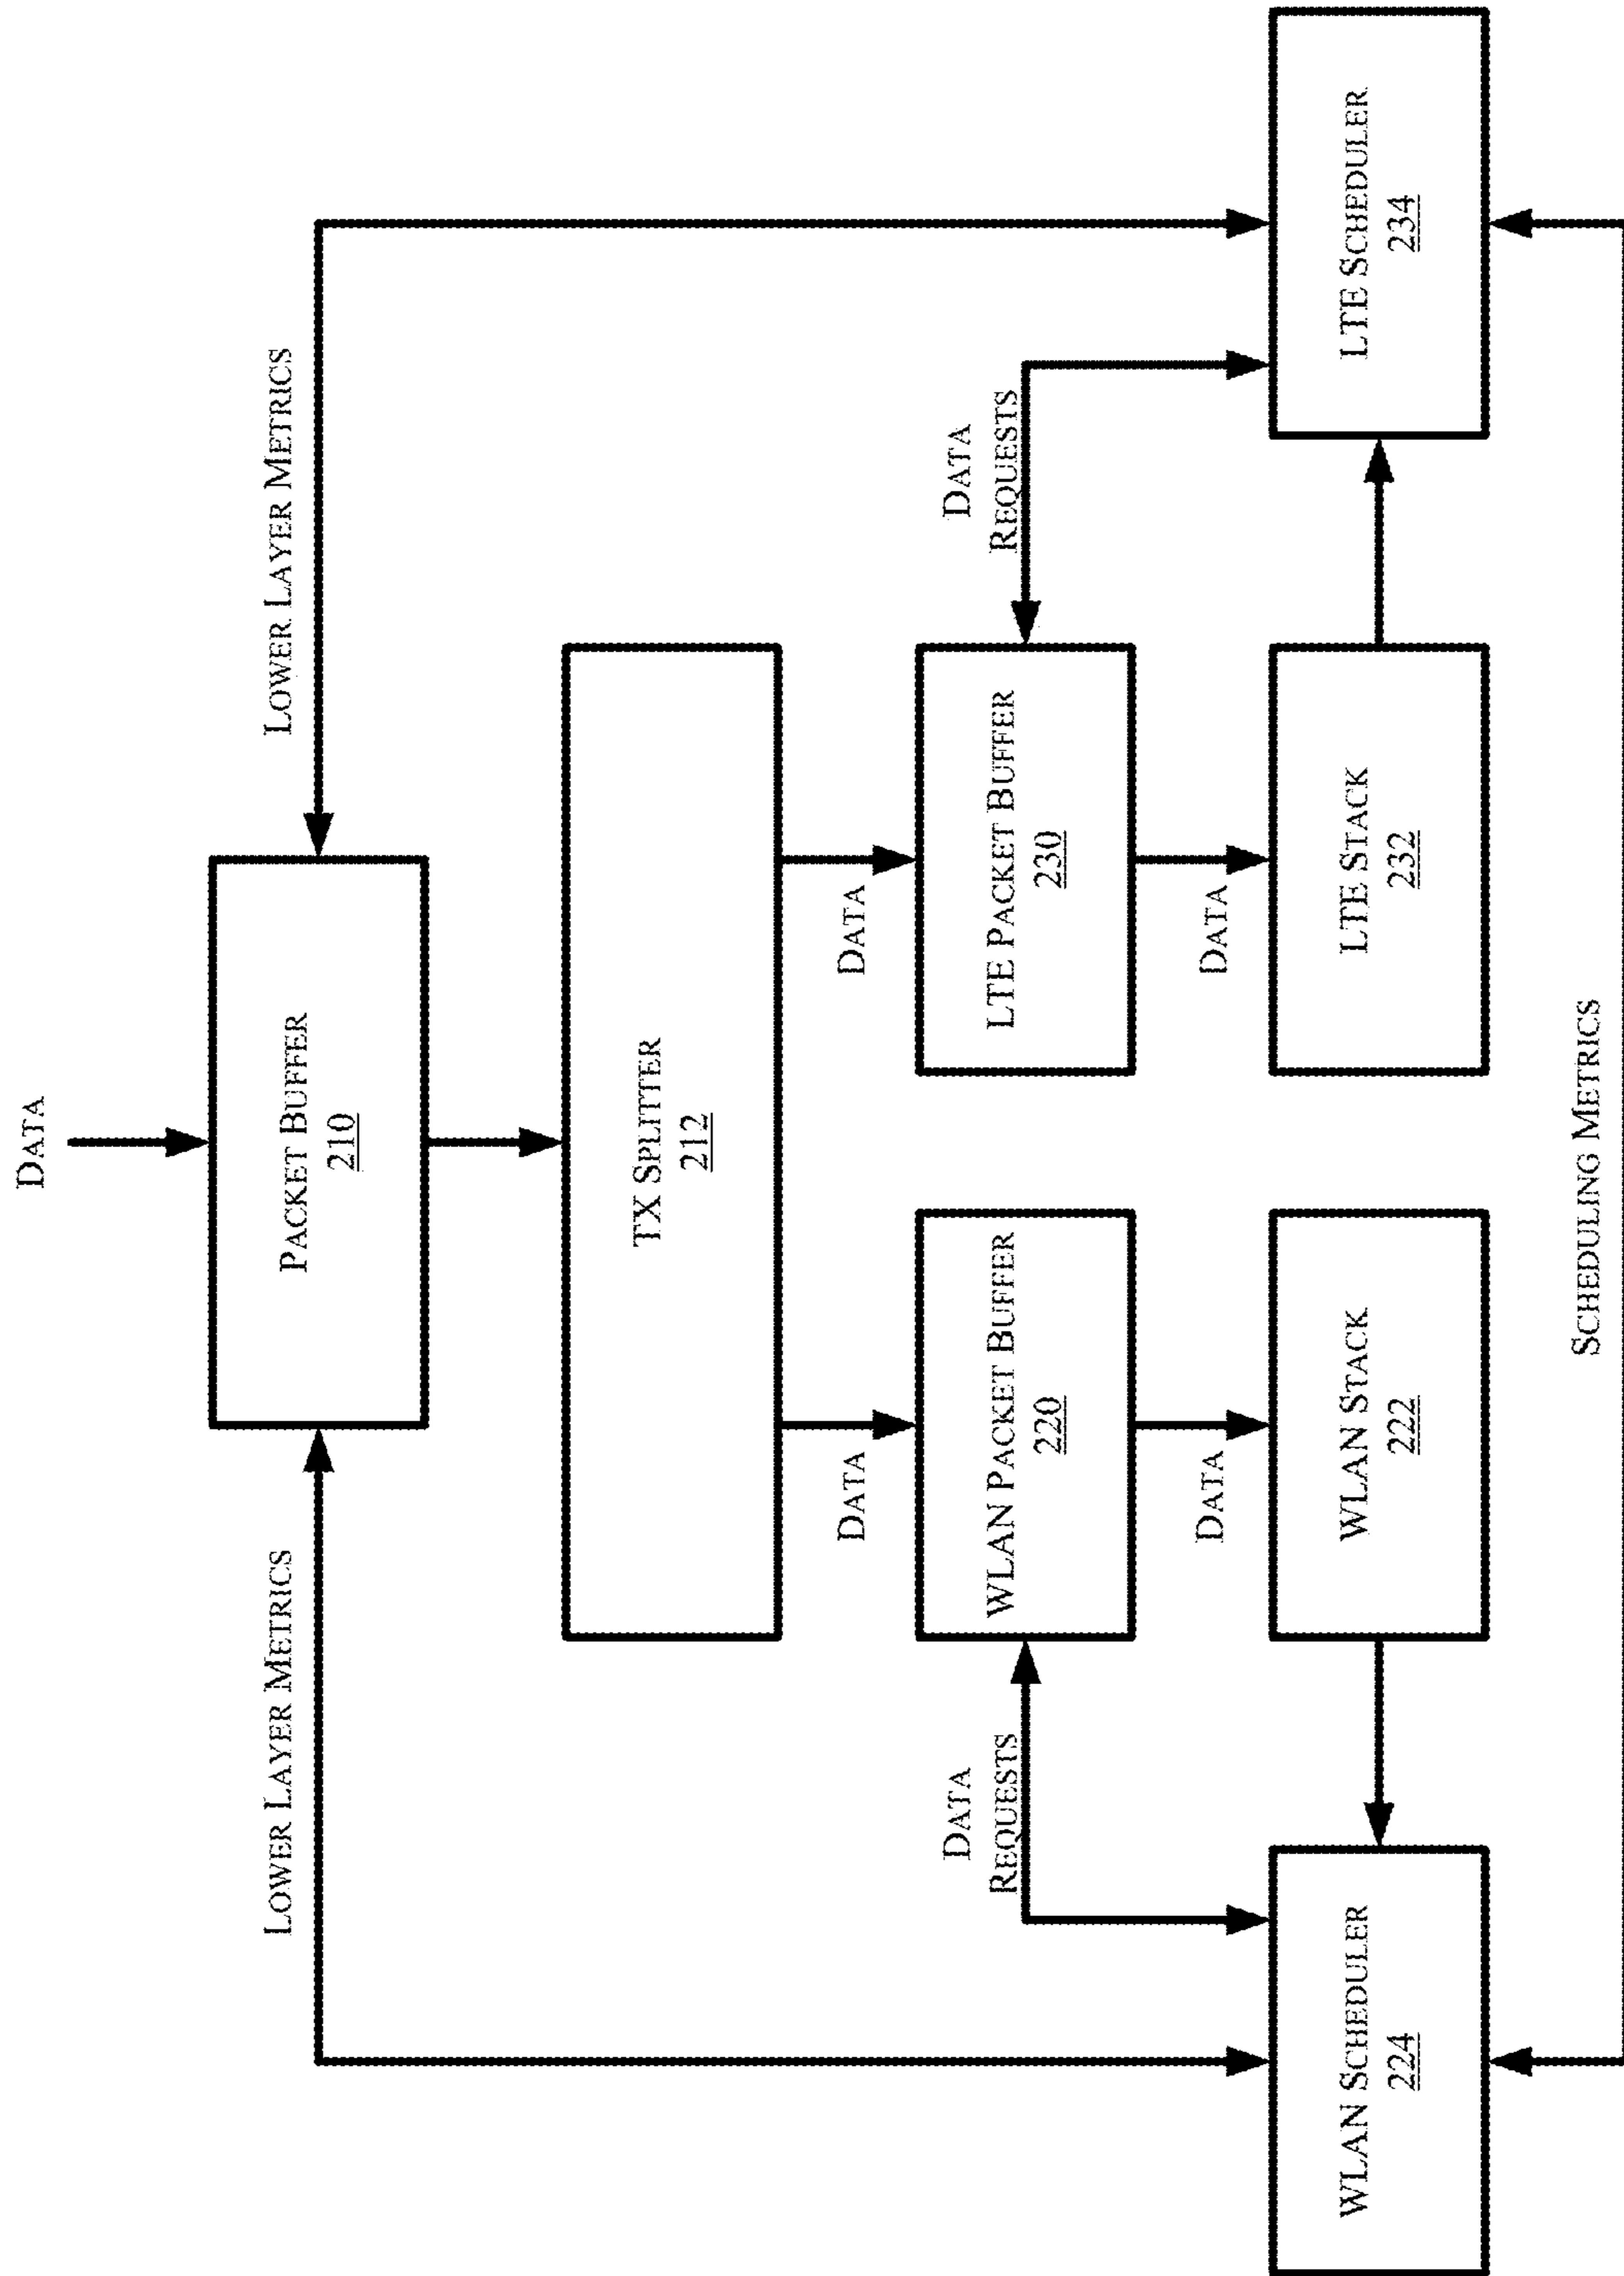 DATA
LOWER LAYER METRICS
LOWER LAYER METRICS
PACKET BUFFER
210
TX SPLITTER
212
DATA
DATA
DATA
REQUESTS
WLAN PACKET BUFFER
220
LTE PACKET BUFFER
230
DATA
REQUESTS
DATA
DATA
WLAN SCHEDULER
224
WLAN STACK
222
LTE STACK
232
LTE SCHEDULER
234
SCHEDULING METRICS